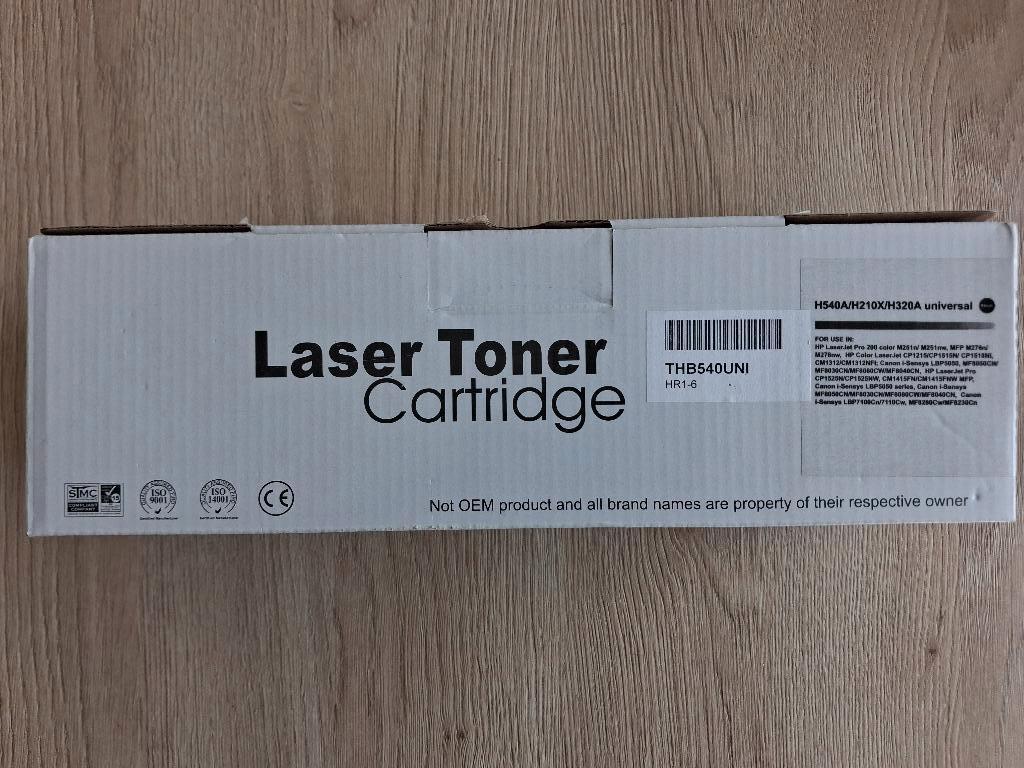 Laser Toner
Cartridge
THB540UNI
HR1-6
H540A/H210X/H320A universal
FOR USE IN:
HP LaserJet Pro 200 color M251n/ M251nw, MFP M276n/
M276nw, HP Color LaserJet CP1215/CP1515N/ CP1518NI,
CM1312/CM1312NFI; Canon i-Sensys LBP5050, MF8050CN/
MF8030CN/MF8080CW/MF8040CN, HP LaserJet Pro
CP1525N/CP1525NW, CM1415FN/CM1415FNW MFP,
Canon i-Sensys LBP5050 series, Canon i-Sensys
MF8050CN/MF8030CN/MF8080CW/MF8040CN, Canon
i-Sensys LBP7100Cn/7110Cw, MF8280Cw/MF8230Cn
STMC
COMPLIANT
COMPANY
ISO
9001
Certified Manufacturer
ISO
14001
Certified Manufacturer
CE
Not OEM product and all brand names are property of their respective owner